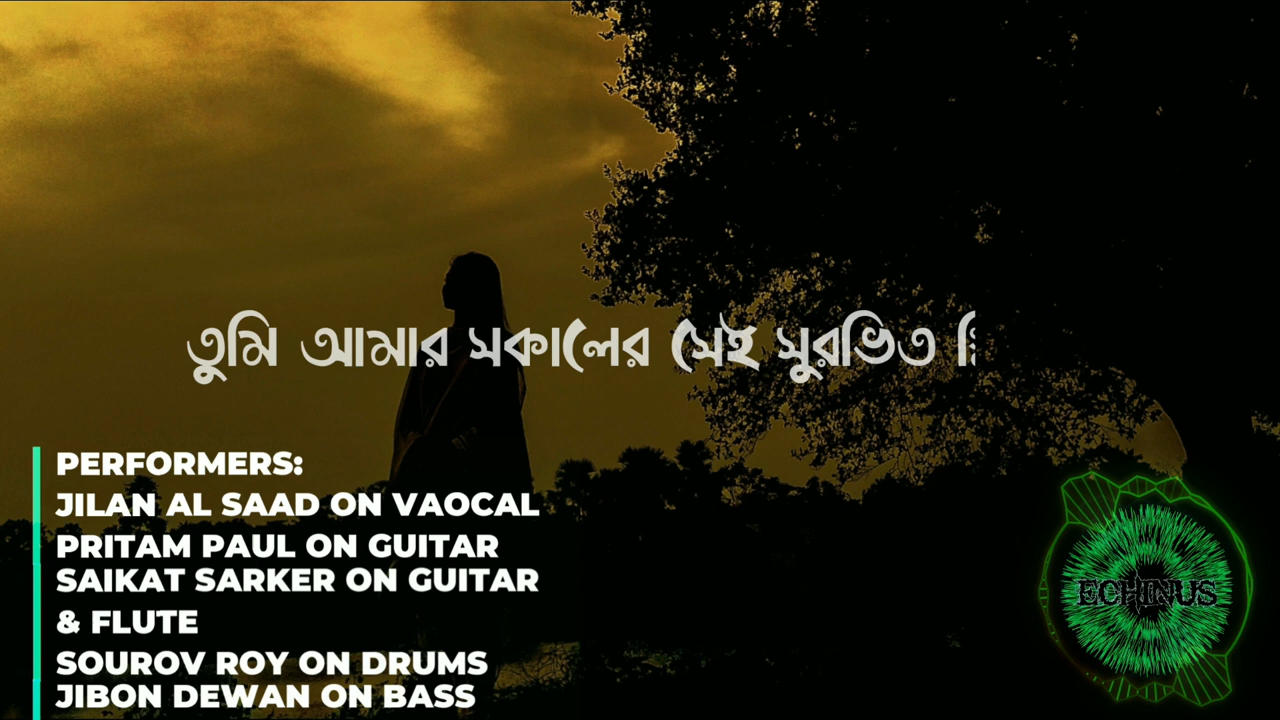 তুমি আমার সকালের সেই সুরভিত
PERFORMERS:
JILAN AL SAAD ON VAOCAL
PRITAM PAUL ON GUITAR
SAIKAT SARKER ON GUITAR
& FLUTE
SOUROV ROY ON DRUMS
JIBON DEWAN ON BASS
ECHINUS